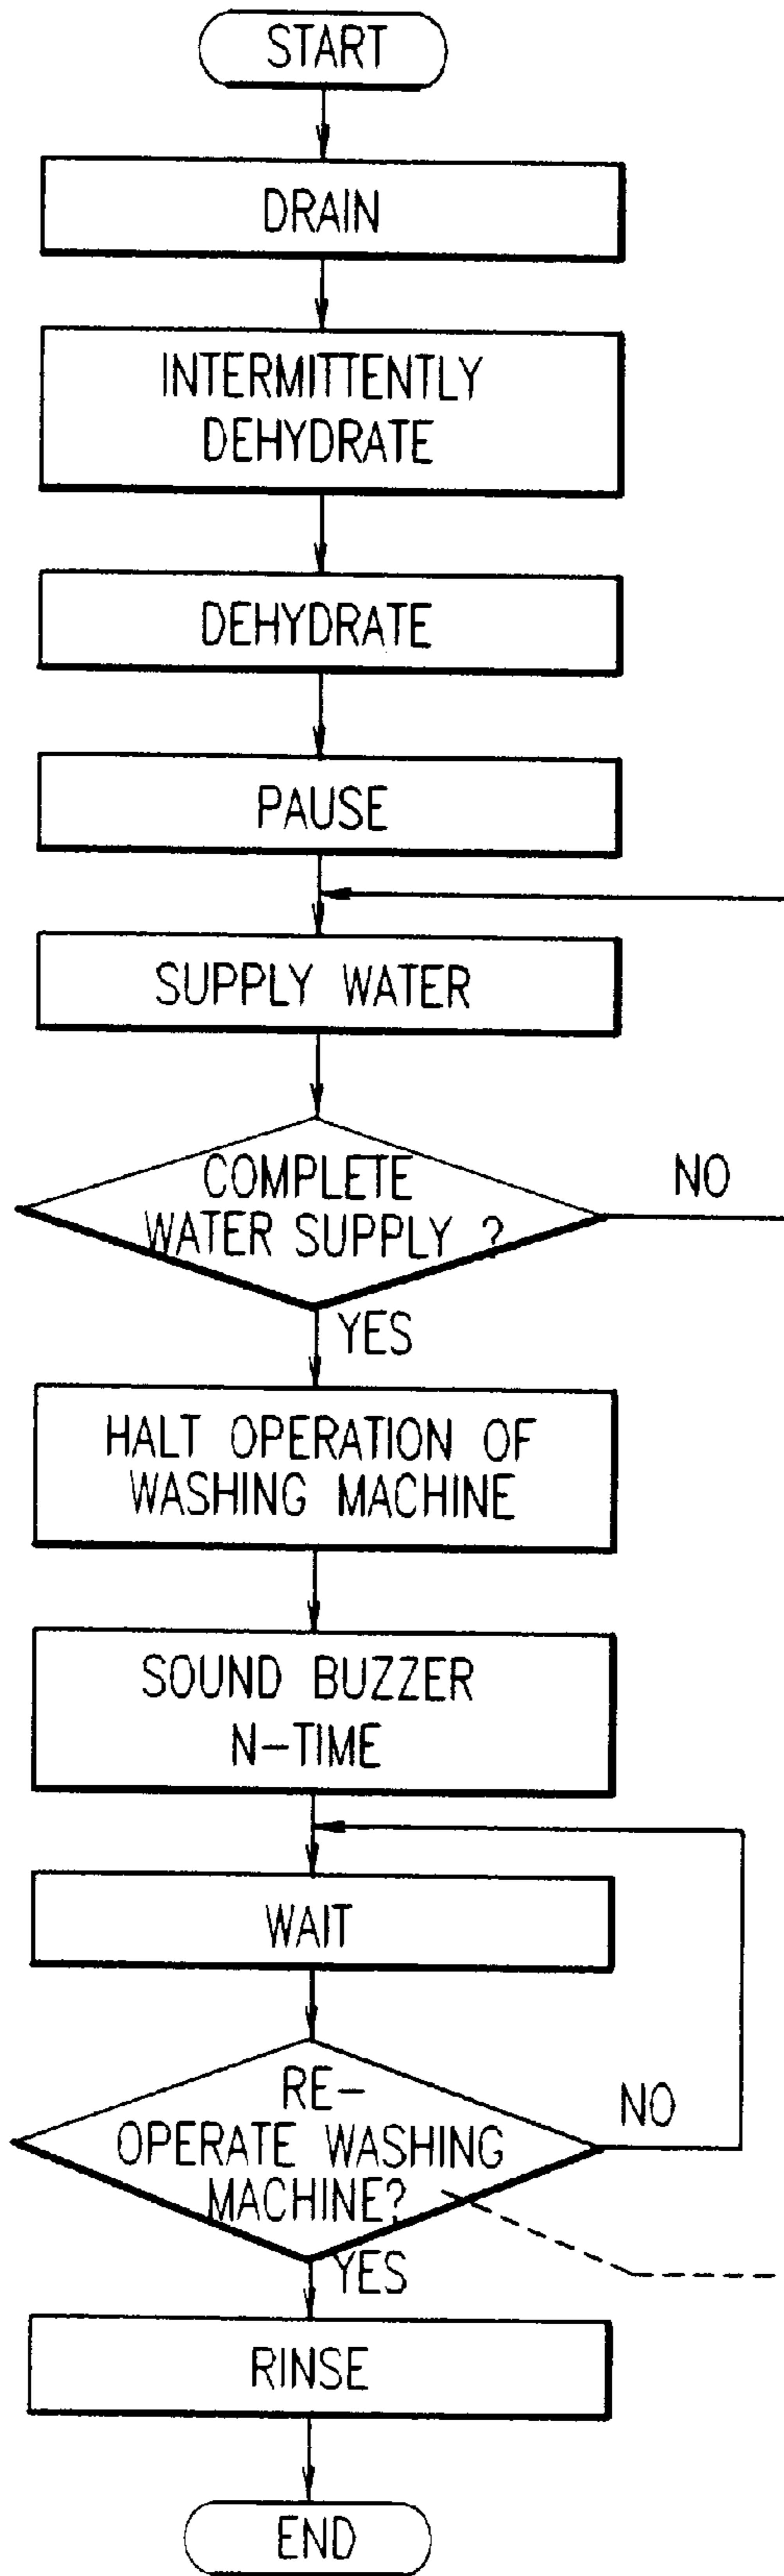 START
DRAIN
INTERMITTENTLY
DEHYDRATE
DEHYDRATE
PAUSE
SUPPLY WATER
COMPLETE
WATER SUPPLY ?
NO
YES
HALT OPERATION OF
WASHING MACHINE
SOUND BUZZER
N-TIME
WAIT
RE-
OPERATE WASHING
MACHINE?
NO
YES
RINSE
END